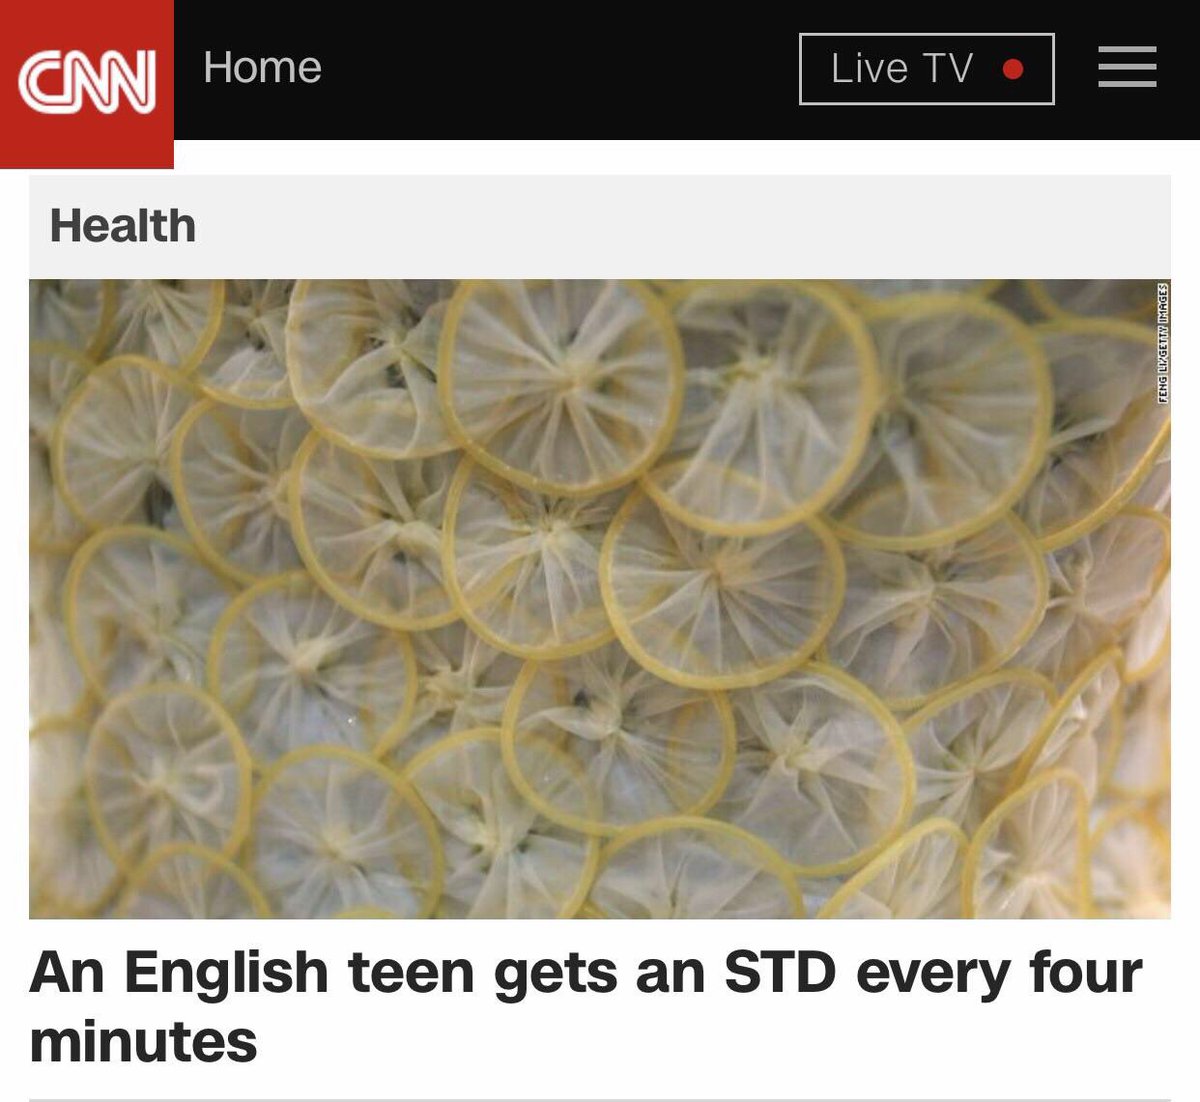 CNN
Home
Live TV
Health
FENG LI/GETTY IMAGES
An English teen gets an STD every four
minutes